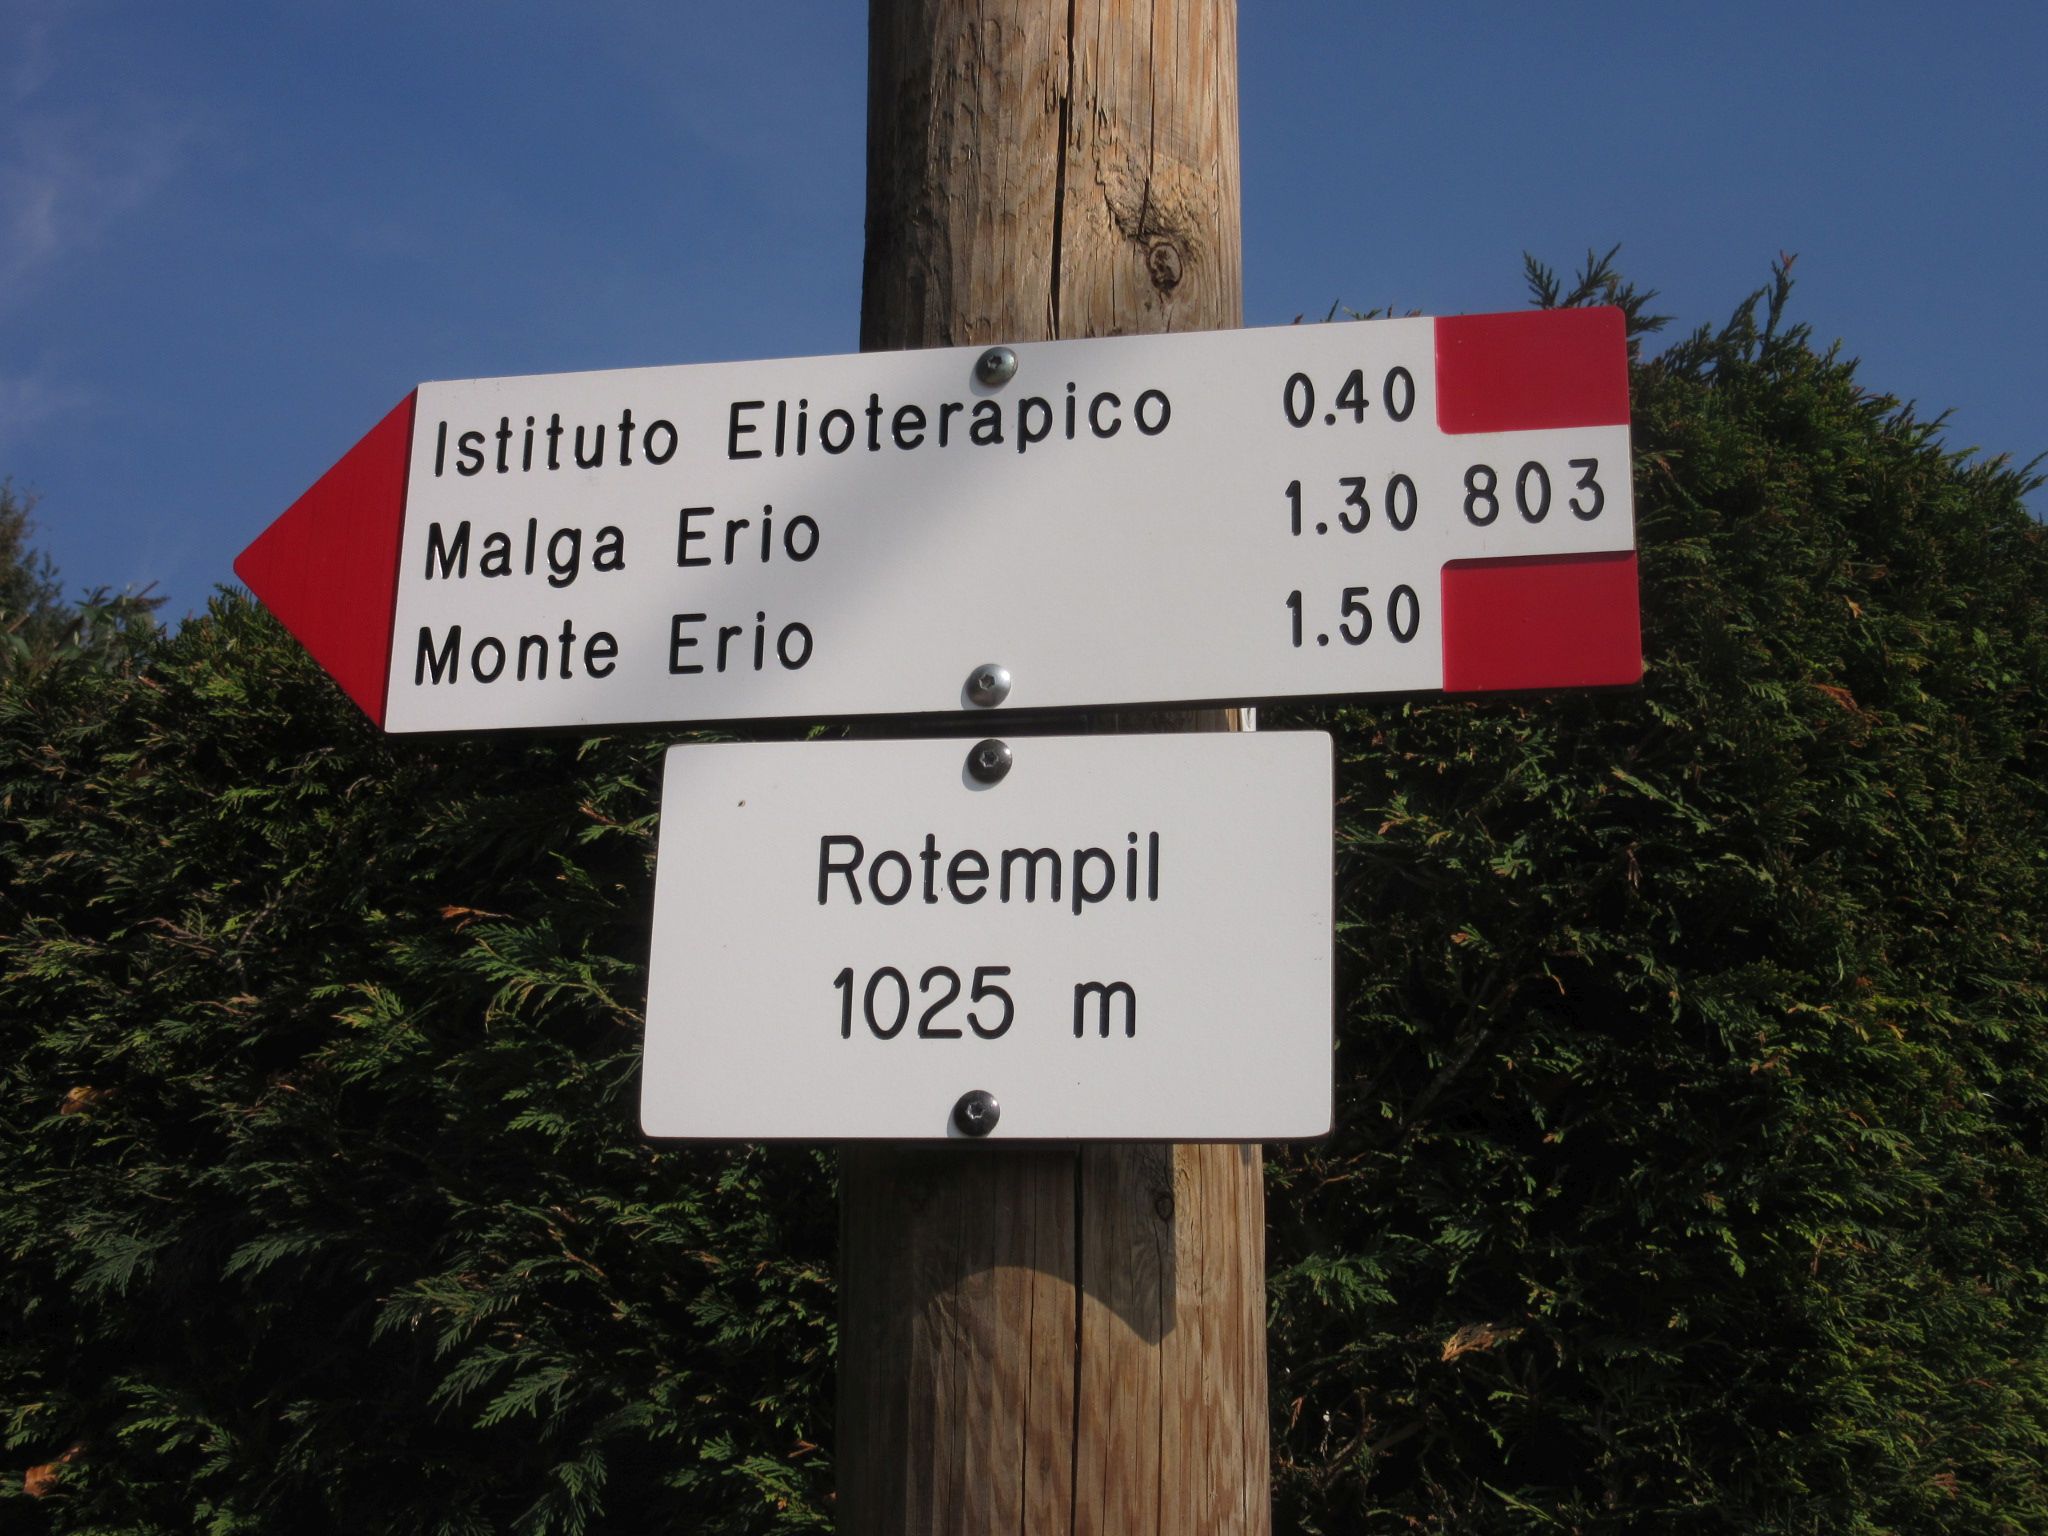 Istituto Elioterapico 0.40
Malga Erio 1.30 803
Monte Erio 1.50
Rotempil
1025 m